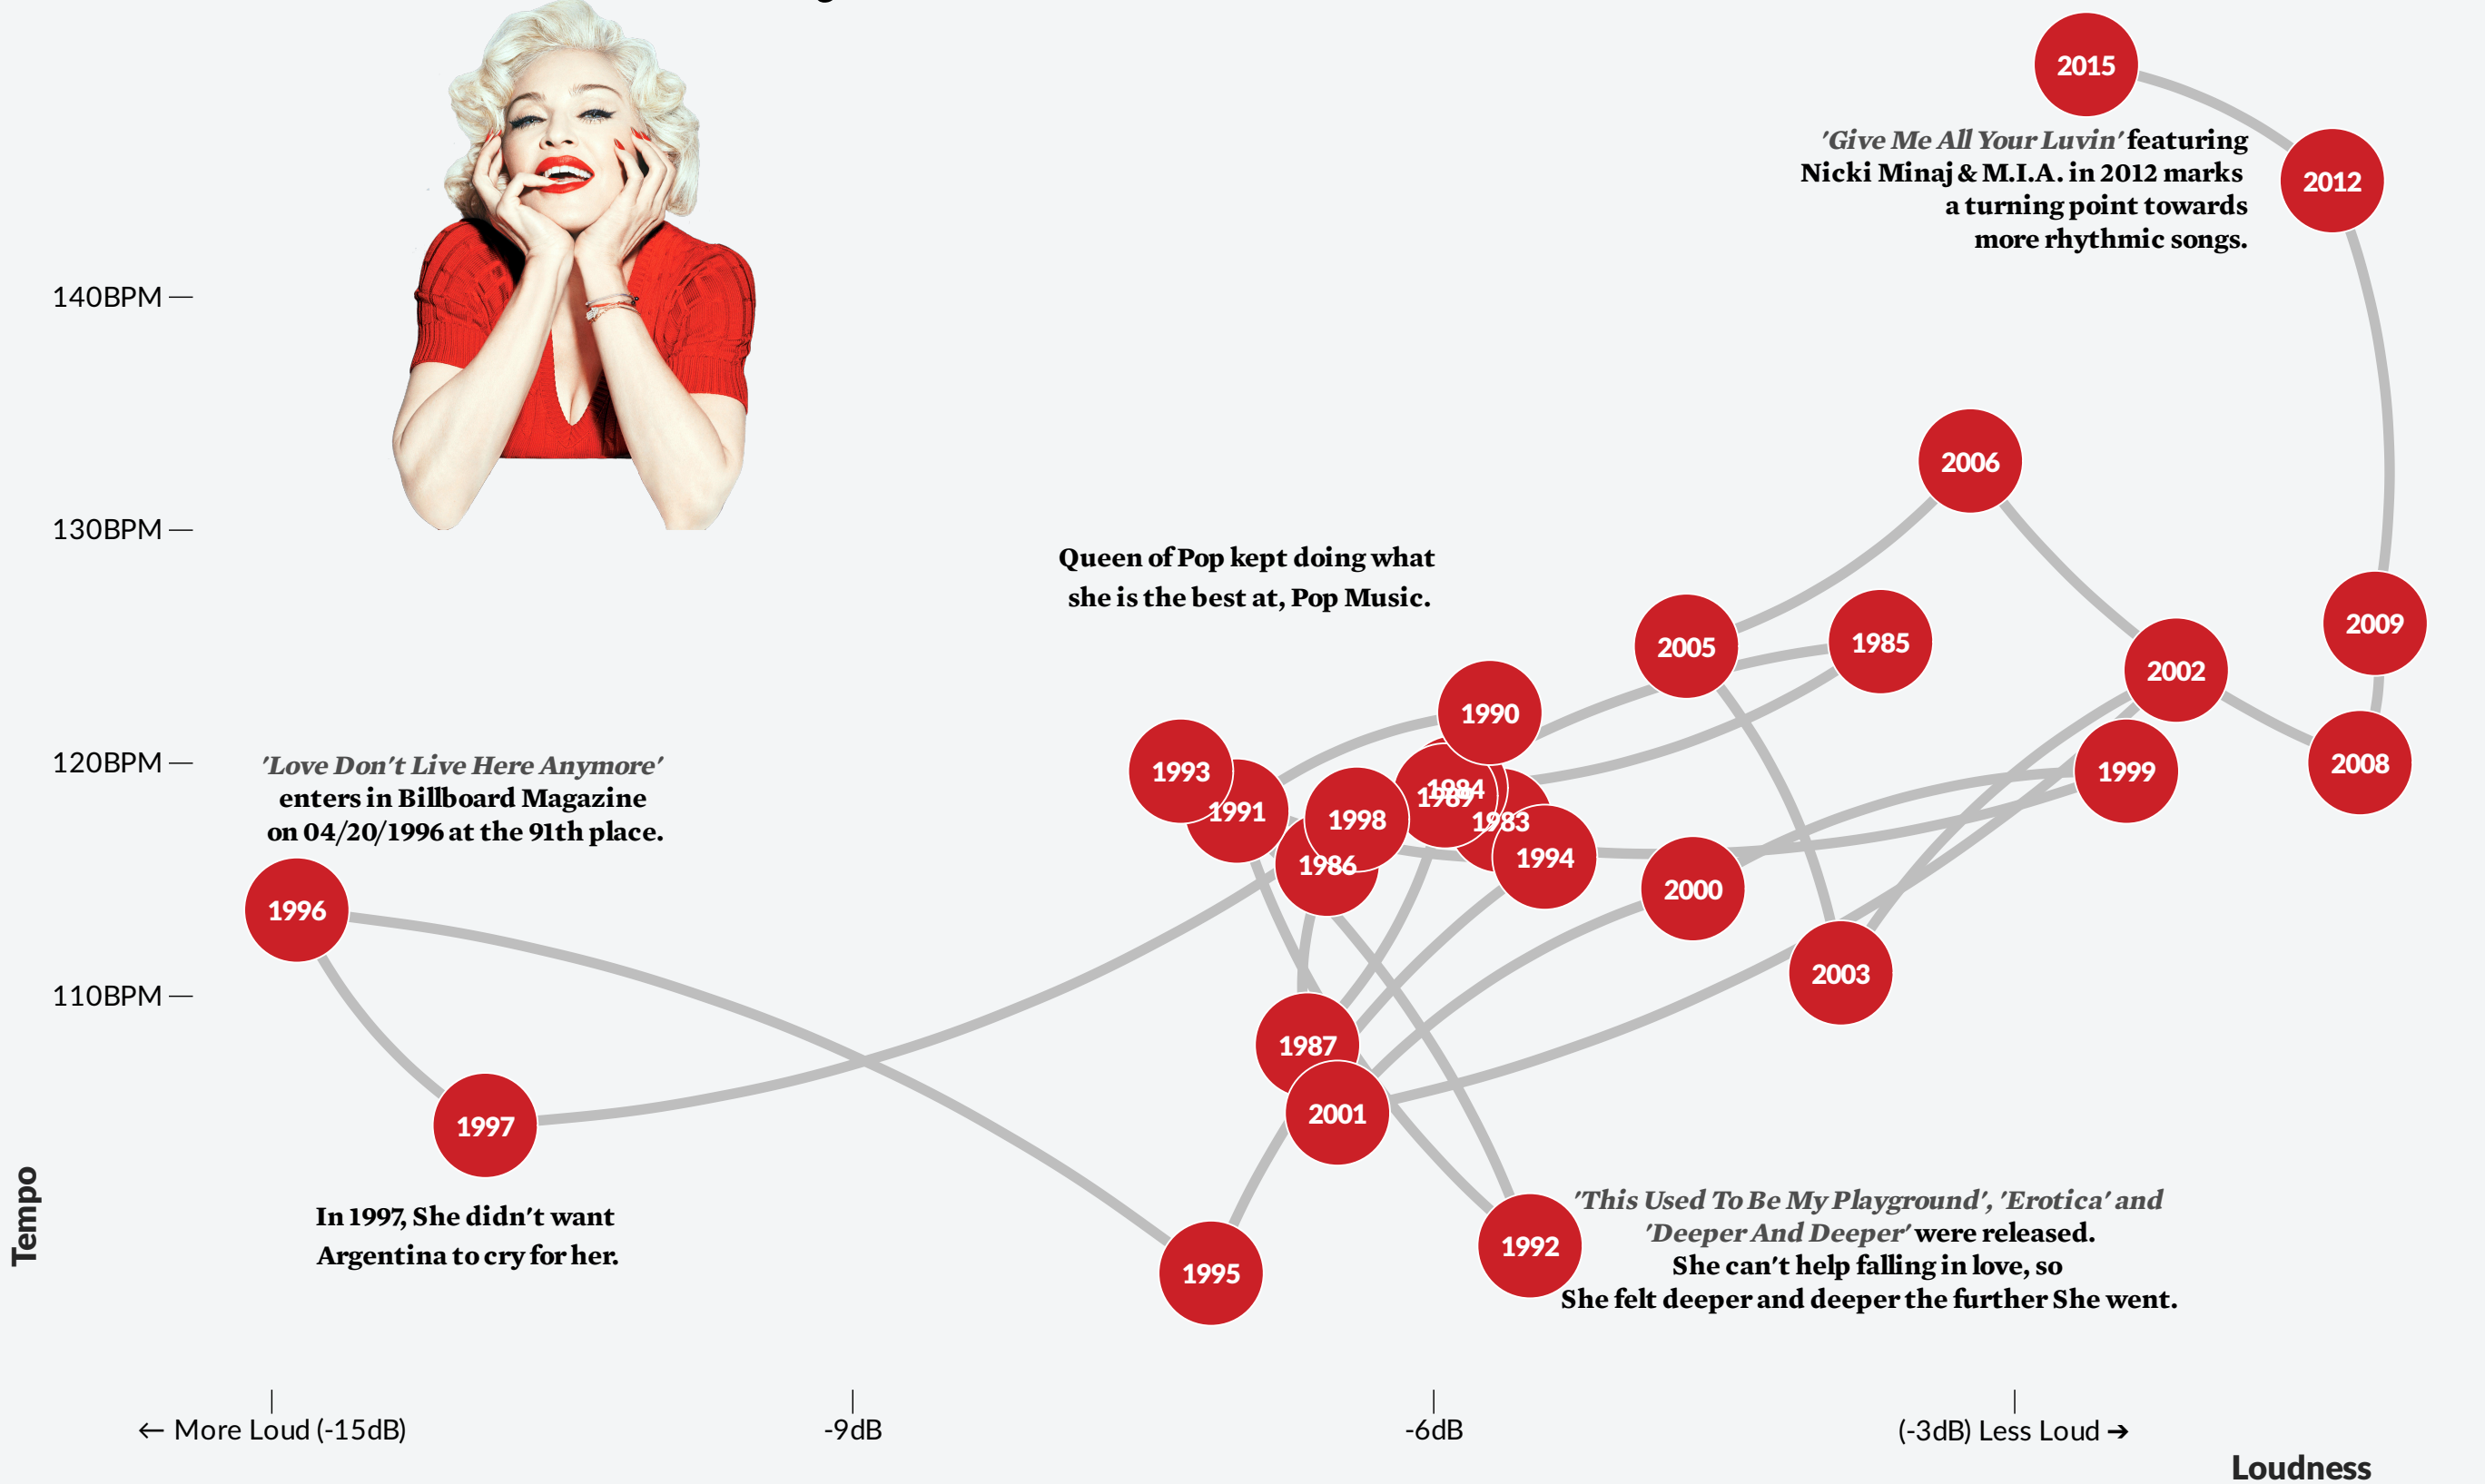 2015
'Give Me All Your Luvin' featuring
Nicki Minaj & M.I.A. in 2012 marks
a turning point towards
more rhythmic songs.
2012
140BPM
2006
130BPM
Queen of Pop kept doing what
she is the best at, Pop Music.
2009
2005
1985
2002
1990
120BPM
'Love Don't Live Here Anymore'
enters in Billboard Magazine
on 04/20/1996 at the 91th place.
1993
1991
1998
1984
1989
1983
1999
2008
1986
1994
2000
1996
2003
110BPM
1987
2001
1997
Tempo
In 1997, She didn't want
Argentina to cry for her.
1995
1992
'This Used To Be My Playground', 'Erotica' and
'Deeper And Deeper' were released.
She can't help falling in love, so
She felt deeper and deeper the further She went.
← More Loud (-15dB)
-9dB
-6dB
(-3dB) Less Loud →
Loudness